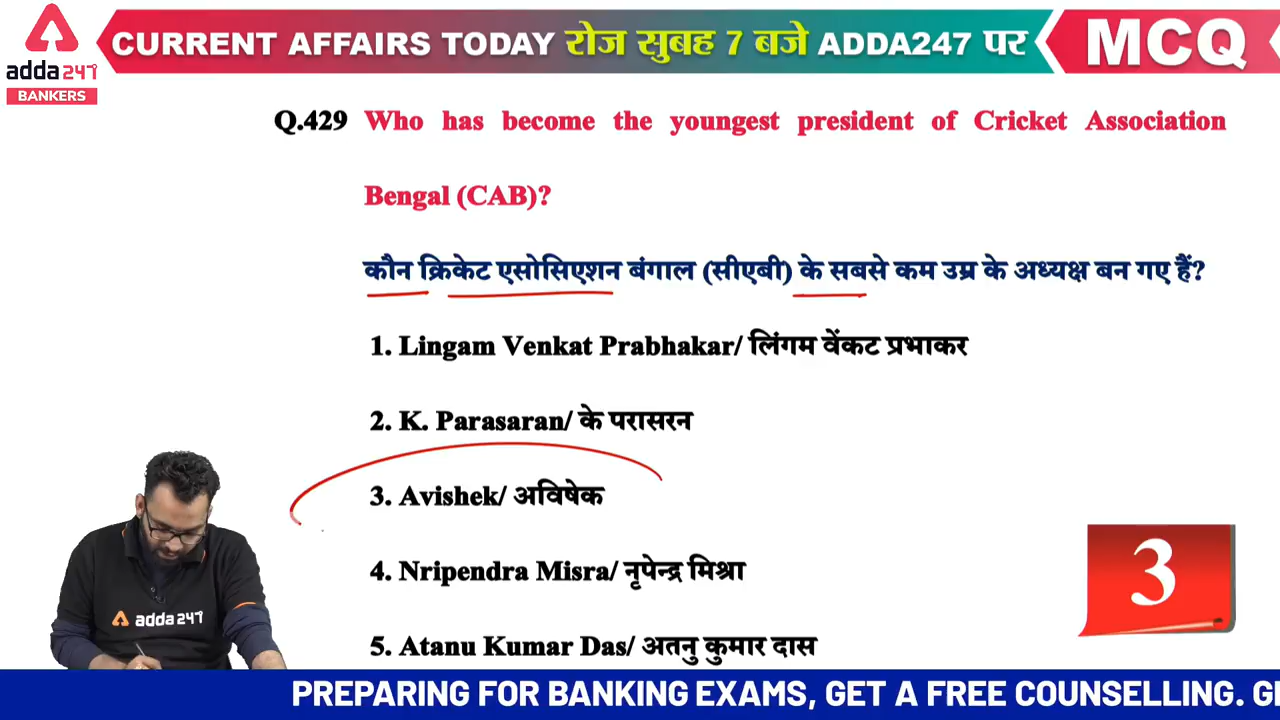 adda247
BANKERS
CURRENT AFFAIRS TODAY रोज सुबह 7 बजे ADDA247 पर
MCQ
Q.429 Who has become the youngest president of Cricket Association
Bengal (CAB)?
कौन क्रिकेट एसोसिएशन बंगाल (सीएबी) के सबसे कम उम्र के अध्यक्ष बन गए हैं?
1. Lingam Venkat Prabhakar/ लिंगम वेंकट प्रभाकर
2. K. Parasaran/ के परासरन
3. Avishek/ अविषेक
4. Nripendra Misra/ नृपेन्द्र मिश्रा
5. Atanu Kumar Das/ अतनु कुमार दास
3
adda247
PREPARING FOR BANKING EXAMS, GET A FREE COUNSELLING. GI